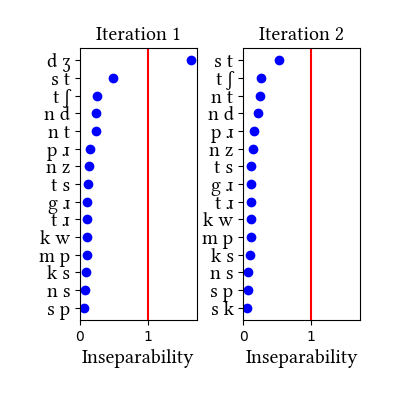 Iteration 1
d ʒ
s t
t ʃ
n d
n t
p ɹ
n z
t s
g ɹ
t ɹ
k w
m p
k s
n s
s p
0 1
Inseparability
Iteration 2
s t
t ʃ
n t
n d
p ɹ
n z
t s
g ɹ
t ɹ
k w
m p
k s
n s
s p
s k
0 1
Inseparability